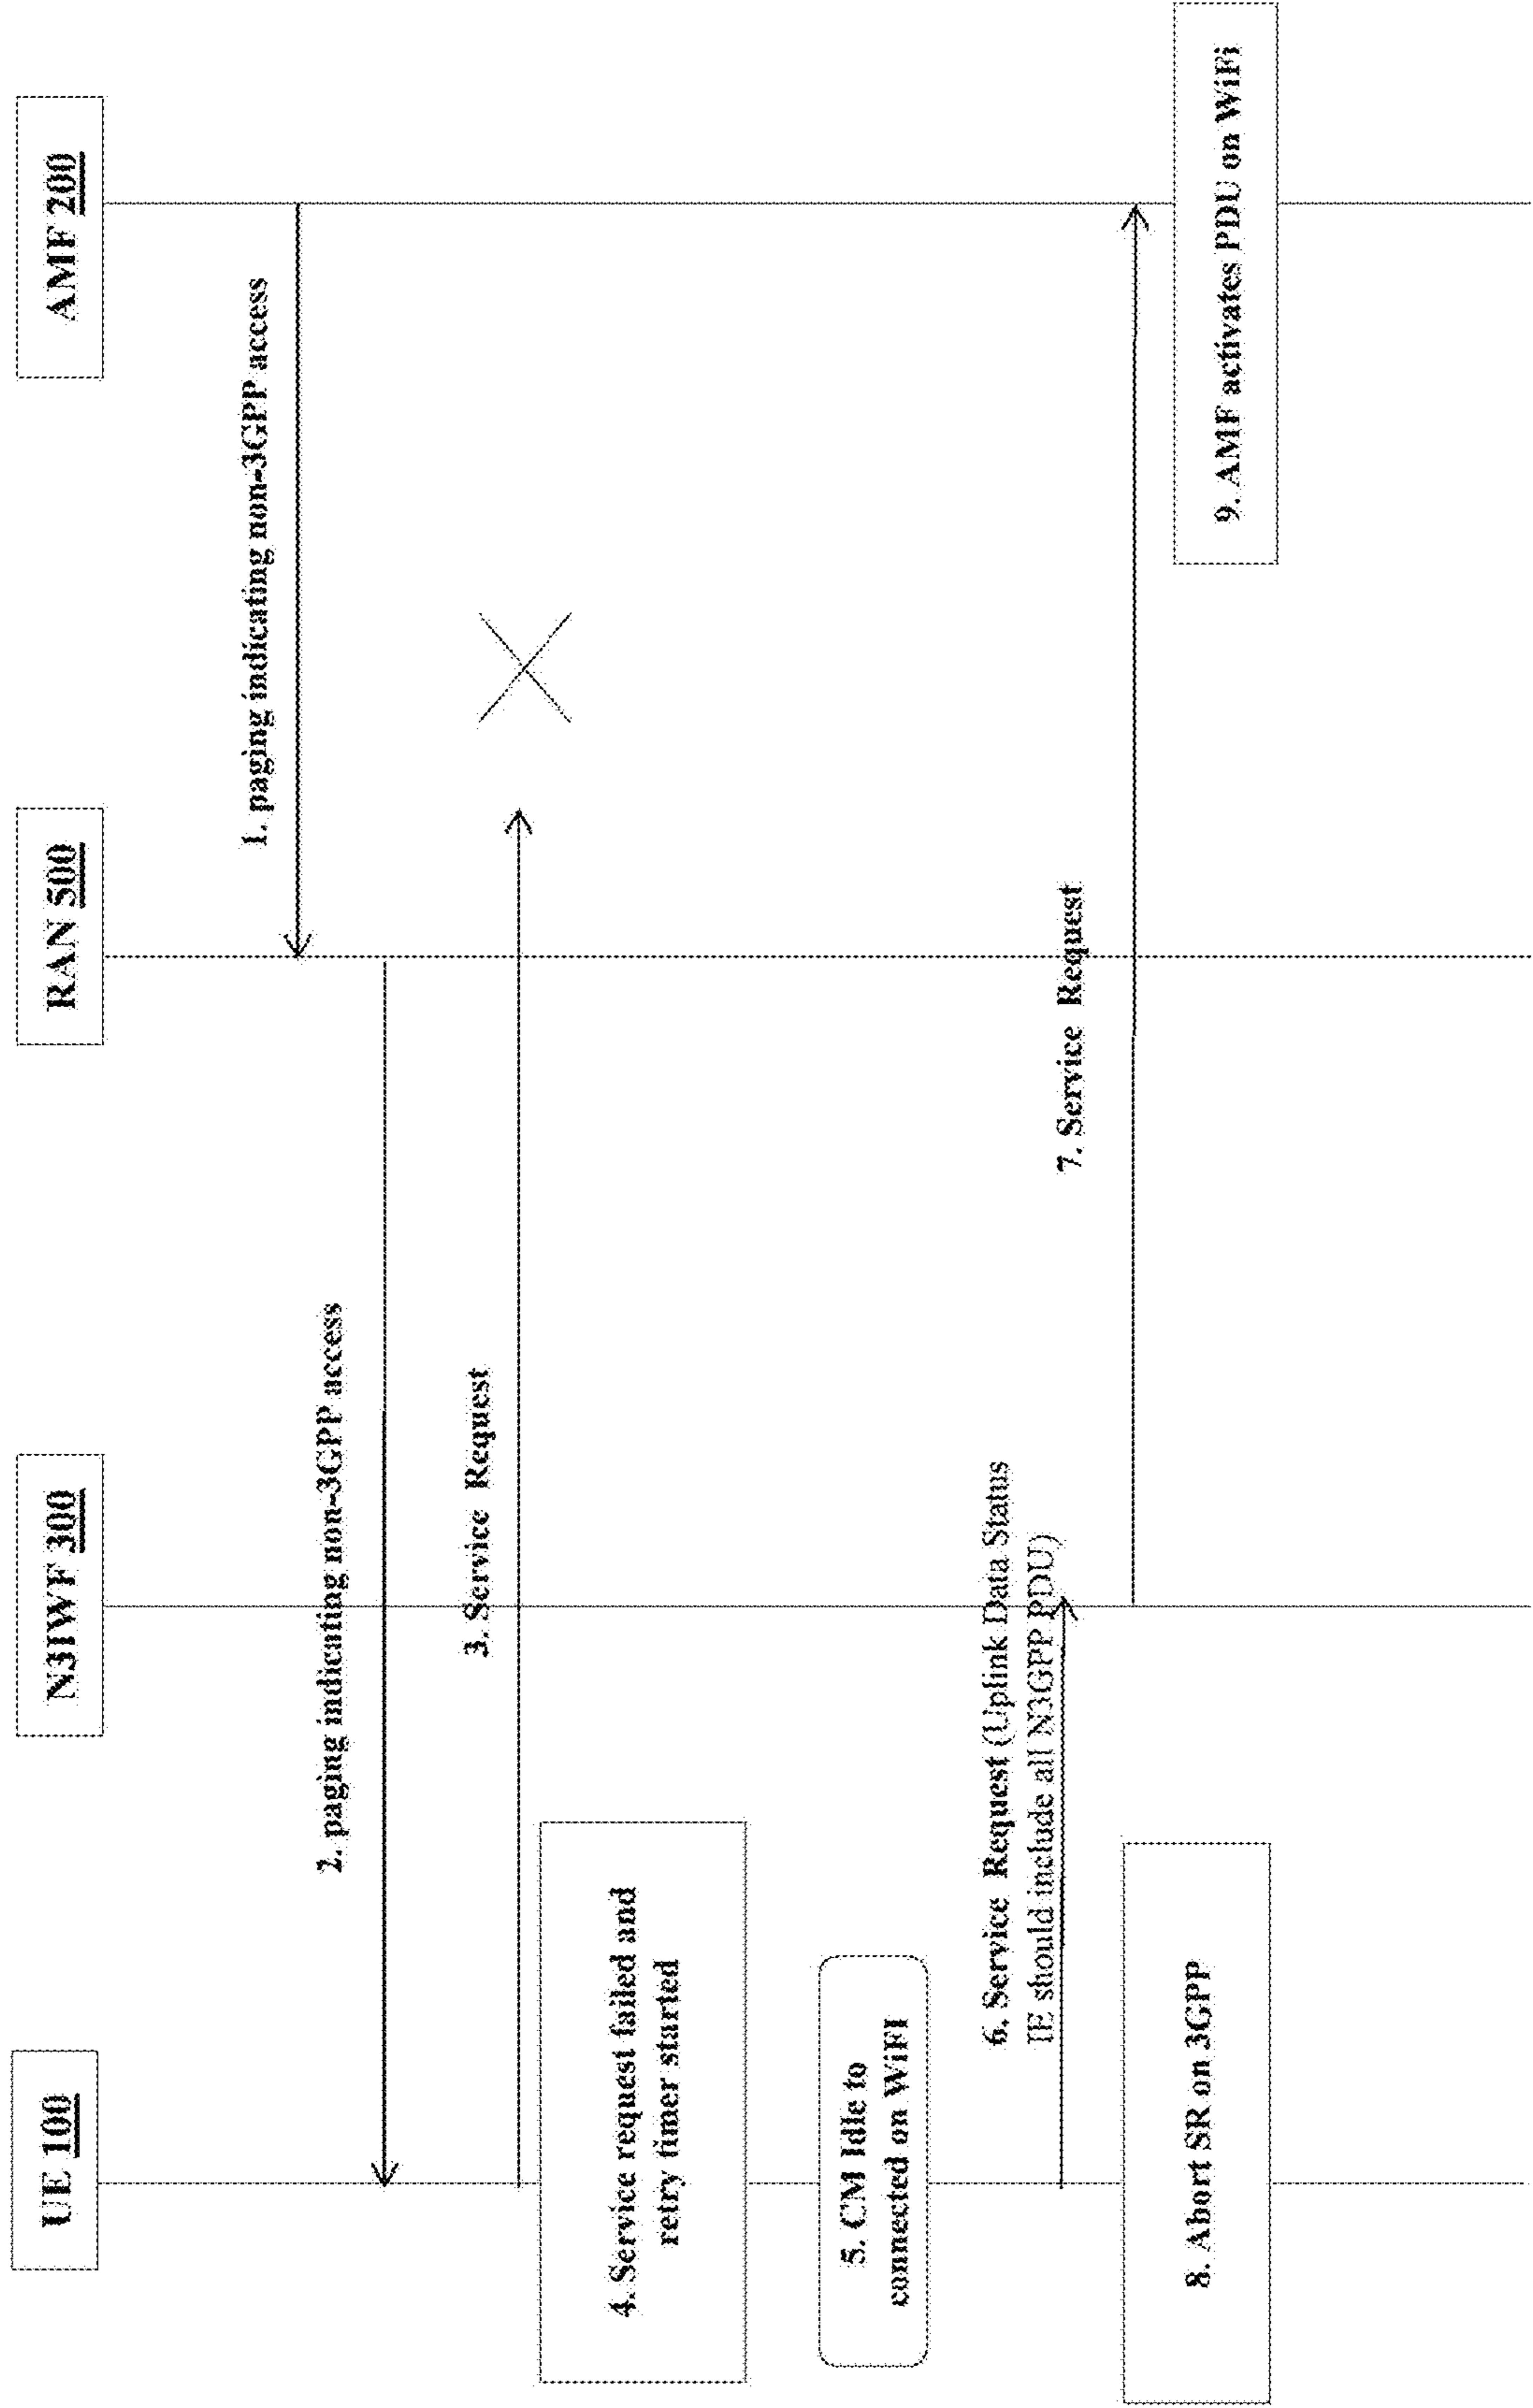 UE 100
N3IWF 300
RAN 500
AMF 200
1. paging indicating non-3GPP access
2. paging indicating non-3GPP access
3. Service Request
4. Service request failed and
retry timer started
5. CM Idle to
connected on WiFI
6. Service Request (Uplink Data Status
IE should include all N3GPP PDU)
7. Service Request
8. Abort SR on 3GPP
9. AMF activates PDU on WiFi